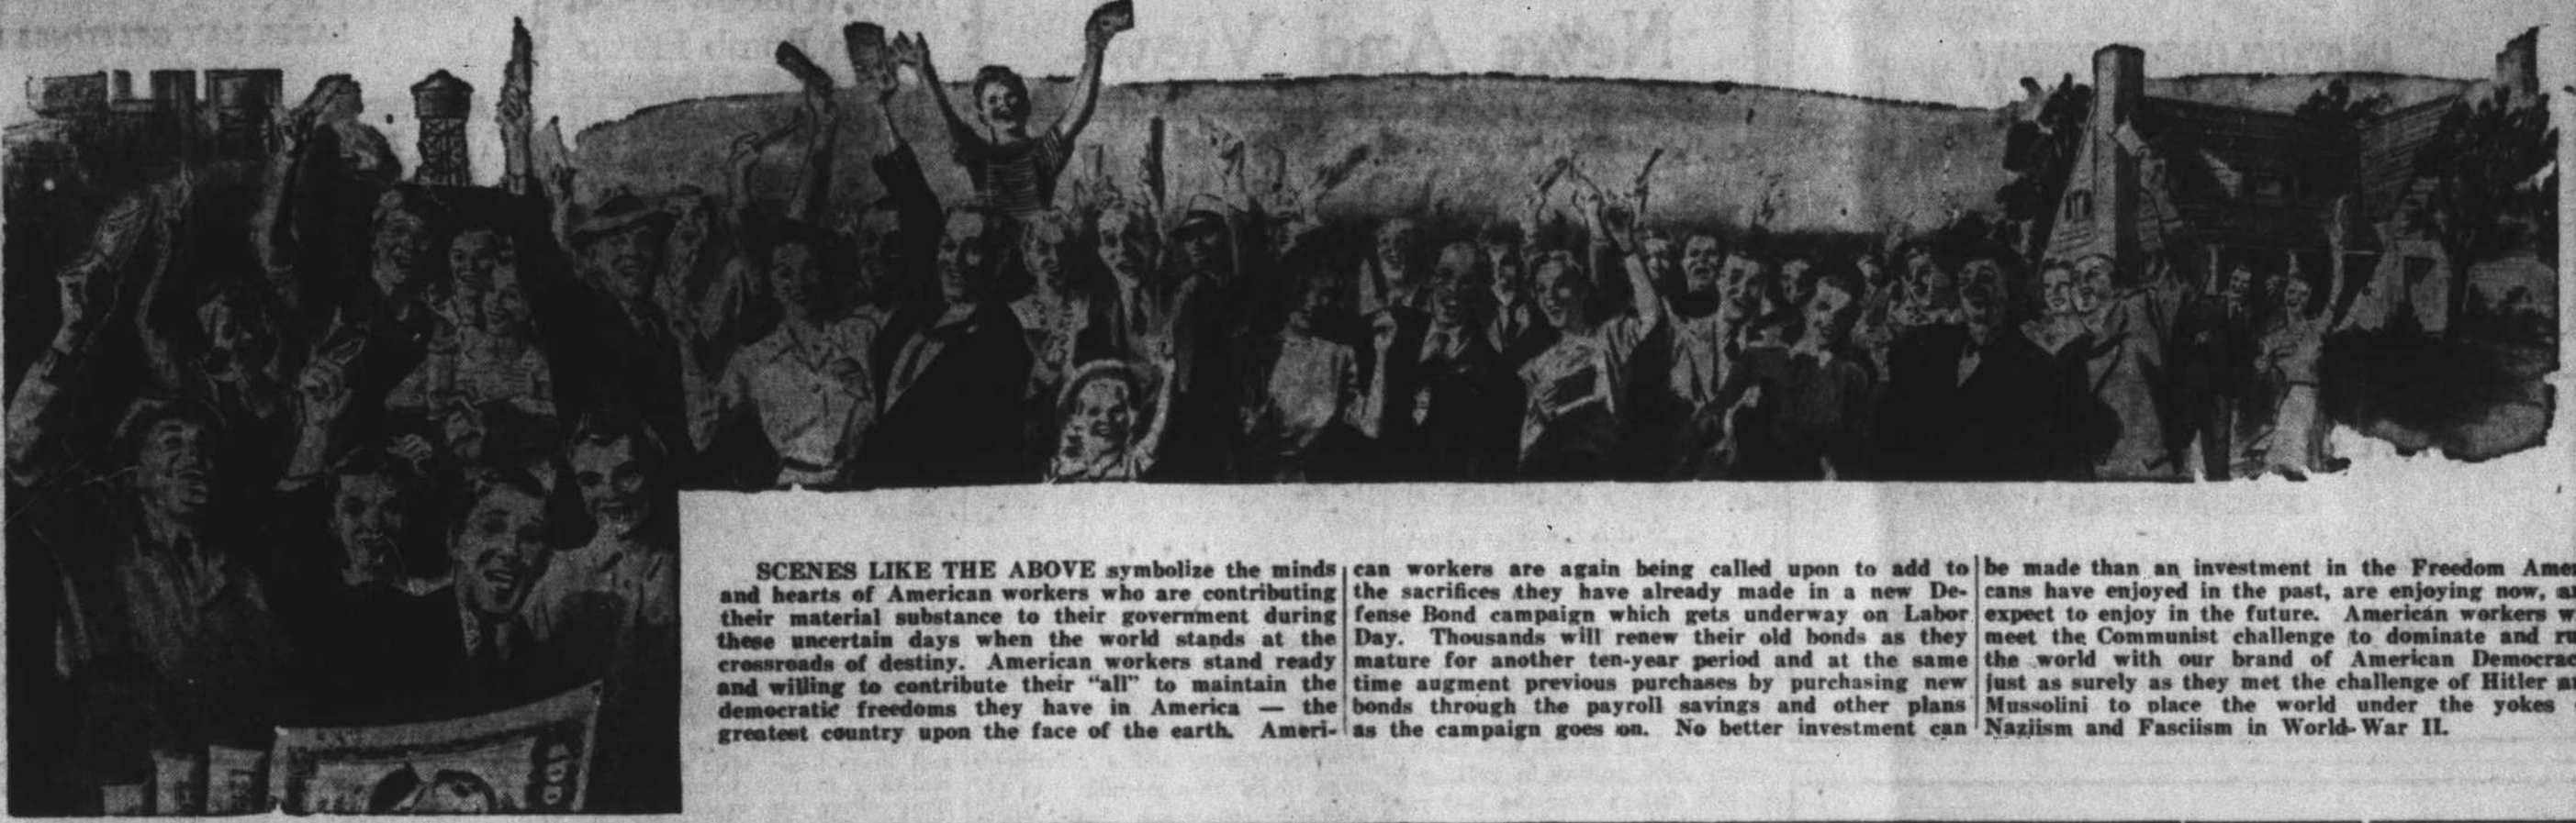 SCENES LIKE THE ABOVE symbolize the minds
and hearts of American workers who are contributing
their material substance to their government during
these uncertain days when the world stands at the
crossroads of destiny. American workers stand ready
and willing to contribute their “all” to maintain the
democratic freedoms they have in America — the
greatest country upon the face of the earth. Ameri-
can workers are again being called upon to add to
the sacrifices they have already made in a new De-
fense Bond campaign which gets underway on Labor
Day. Thousands will renew their old bonds as they
mature for another ten-year period and at the same
time augment previous purchases by purchasing new
bonds through the payroll savings and other plans
as the campaign goes on. No better investment can
be made than an investment in the Freedom Amer
cans have enjoyed in the past, are enjoying now, a
expect to enjoy in the future. American workers w
meet the Communist challenge to dominate and ru
the world with our brand of American Democrac
just as surely as they met the challenge of Hitler a
Mussolini to place the world under the yokes
Naziism and Fasciism in World War II.